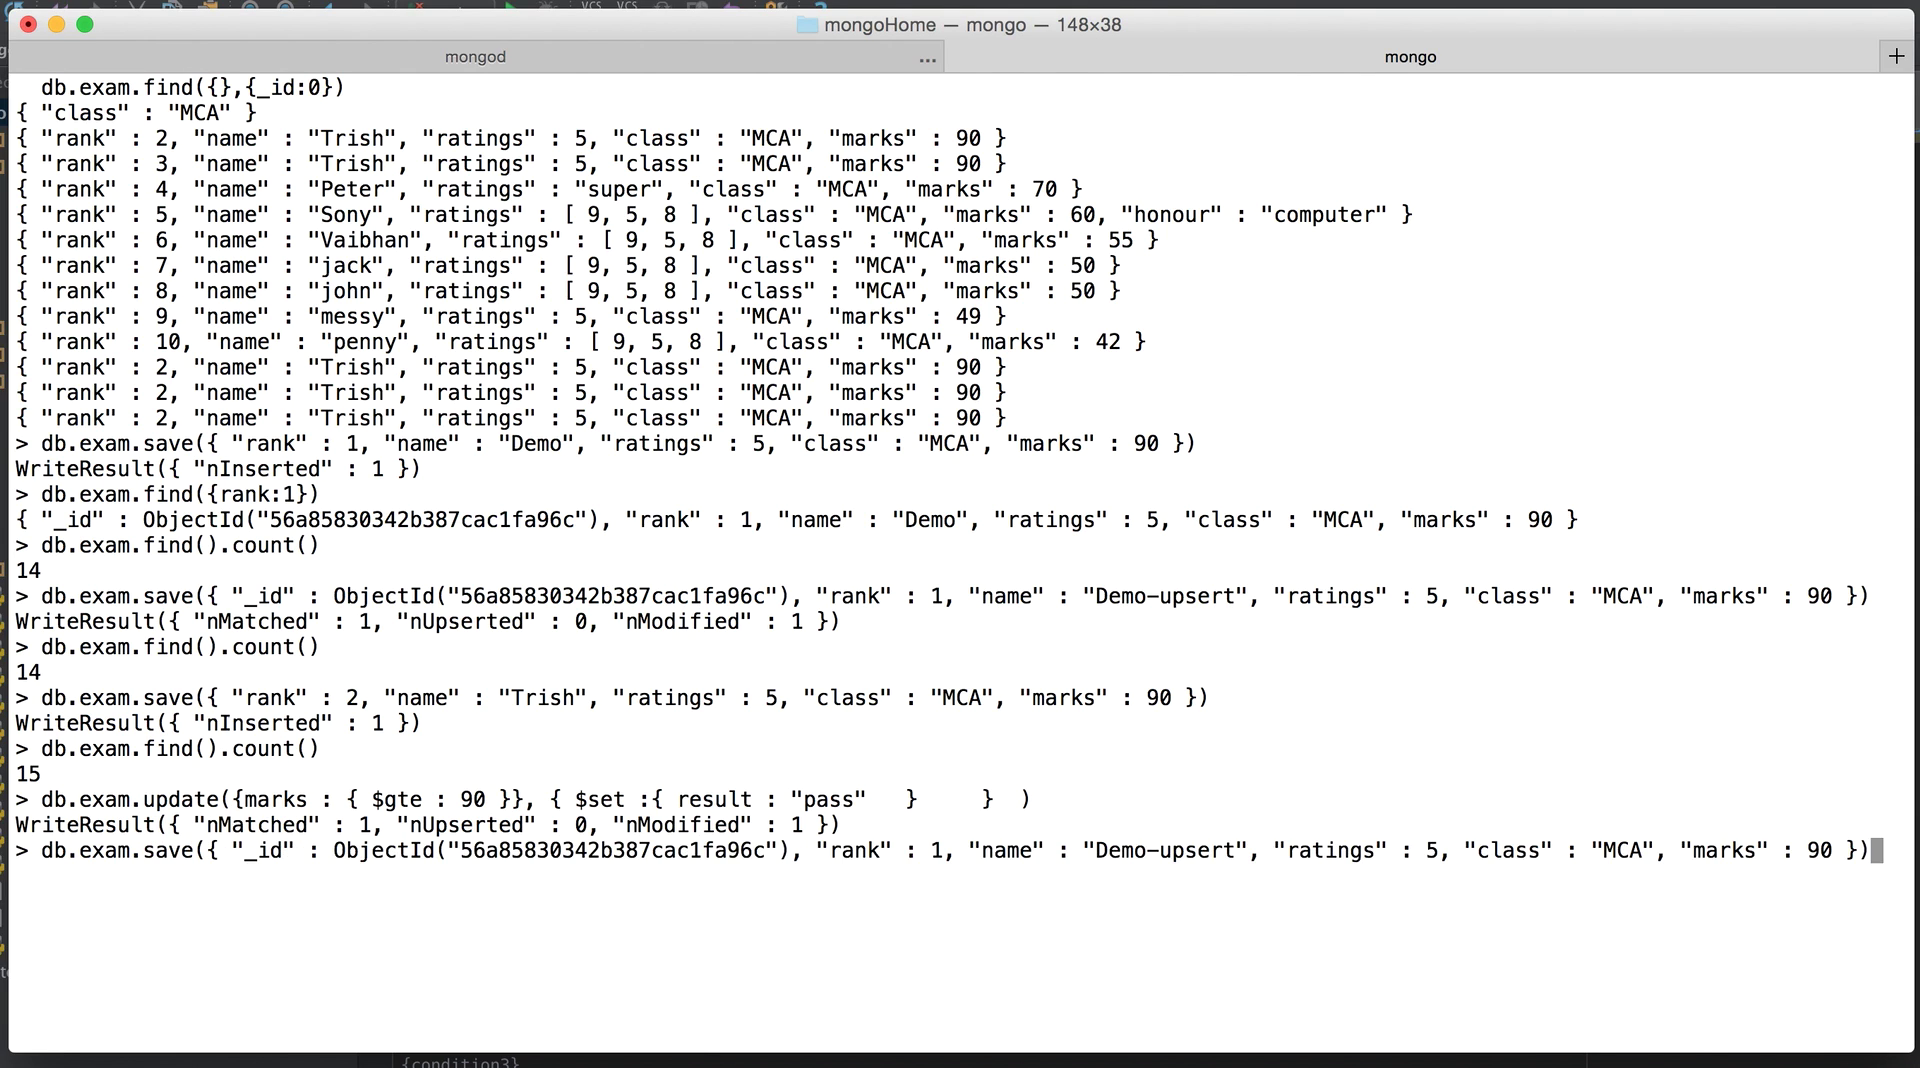 VCS VCS
mongoHome — mongo — 148×38
mongod ... mongo +
db.exam.find({},{_id:0})
{ "class" : "MCA" }
{ "rank" : 2, "name" : "Trish", "ratings" : 5, "class" : "MCA", "marks" : 90 }
{ "rank" : 3, "name" : "Trish", "ratings" : 5, "class" : "MCA", "marks" : 90 }
{ "rank" : 4, "name" : "Peter", "ratings" : "super", "class" : "MCA", "marks" : 70 }
{ "rank" : 5, "name" : "Sony", "ratings" : [ 9, 5, 8 ], "class" : "MCA", "marks" : 60, "honour" : "computer" }
{ "rank" : 6, "name" : "Vaibhan", "ratings" : [ 9, 5, 8 ], "class" : "MCA", "marks" : 55 }
{ "rank" : 7, "name" : "jack", "ratings" : [ 9, 5, 8 ], "class" : "MCA", "marks" : 50 }
{ "rank" : 8, "name" : "john", "ratings" : [ 9, 5, 8 ], "class" : "MCA", "marks" : 50 }
{ "rank" : 9, "name" : "messy", "ratings" : 5, "class" : "MCA", "marks" : 49 }
{ "rank" : 10, "name" : "penny", "ratings" : [ 9, 5, 8 ], "class" : "MCA", "marks" : 42 }
{ "rank" : 2, "name" : "Trish", "ratings" : 5, "class" : "MCA", "marks" : 90 }
{ "rank" : 2, "name" : "Trish", "ratings" : 5, "class" : "MCA", "marks" : 90 }
{ "rank" : 2, "name" : "Trish", "ratings" : 5, "class" : "MCA", "marks" : 90 }
> db.exam.save({ "rank" : 1, "name" : "Demo", "ratings" : 5, "class" : "MCA", "marks" : 90 })
WriteResult({ "nInserted" : 1 })
> db.exam.find({rank:1})
{ "_id" : ObjectId("56a85830342b387cac1fa96c"), "rank" : 1, "name" : "Demo", "ratings" : 5, "class" : "MCA", "marks" : 90 }
> db.exam.find().count()
14
> db.exam.save({ "_id" : ObjectId("56a85830342b387cac1fa96c"), "rank" : 1, "name" : "Demo-upsert", "ratings" : 5, "class" : "MCA", "marks" : 90 })
WriteResult({ "nMatched" : 1, "nUpserted" : 0, "nModified" : 1 })
> db.exam.find().count()
14
> db.exam.save({ "rank" : 2, "name" : "Trish", "ratings" : 5, "class" : "MCA", "marks" : 90 })
WriteResult({ "nInserted" : 1 })
> db.exam.find().count()
15
> db.exam.update({marks : { $gte : 90 }}, { $set :{ result : "pass"   }     }  )
WriteResult({ "nMatched" : 1, "nUpserted" : 0, "nModified" : 1 })
> db.exam.save({ "_id" : ObjectId("56a85830342b387cac1fa96c"), "rank" : 1, "name" : "Demo-upsert", "ratings" : 5, "class" : "MCA", "marks" : 90 })
{condition3}